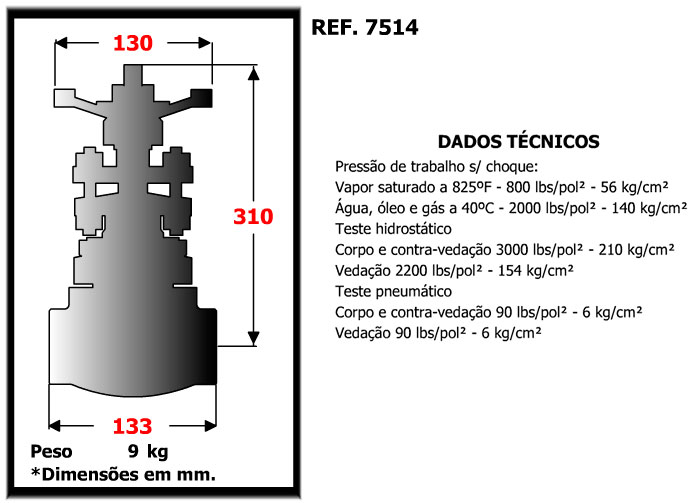 REF. 7514
130
310
133
Peso 9 kg
*Dimensões em mm.
DADOS TÉCNICOS
Pressão de trabalho s/ choque:
Vapor saturado a 825ºF - 800 lbs/pol² - 56 kg/cm²
Água, óleo e gás a 40ºC - 2000 lbs/pol² - 140 kg/cm²
Teste hidrostático
Corpo e contra-vedação 3000 lbs/pol² - 210 kg/cm²
Vedação 2200 lbs/pol² - 154 kg/cm²
Teste pneumático
Corpo e contra-vedação 90 lbs/pol² - 6 kg/cm²
Vedação 90 lbs/pol² - 6 kg/cm²